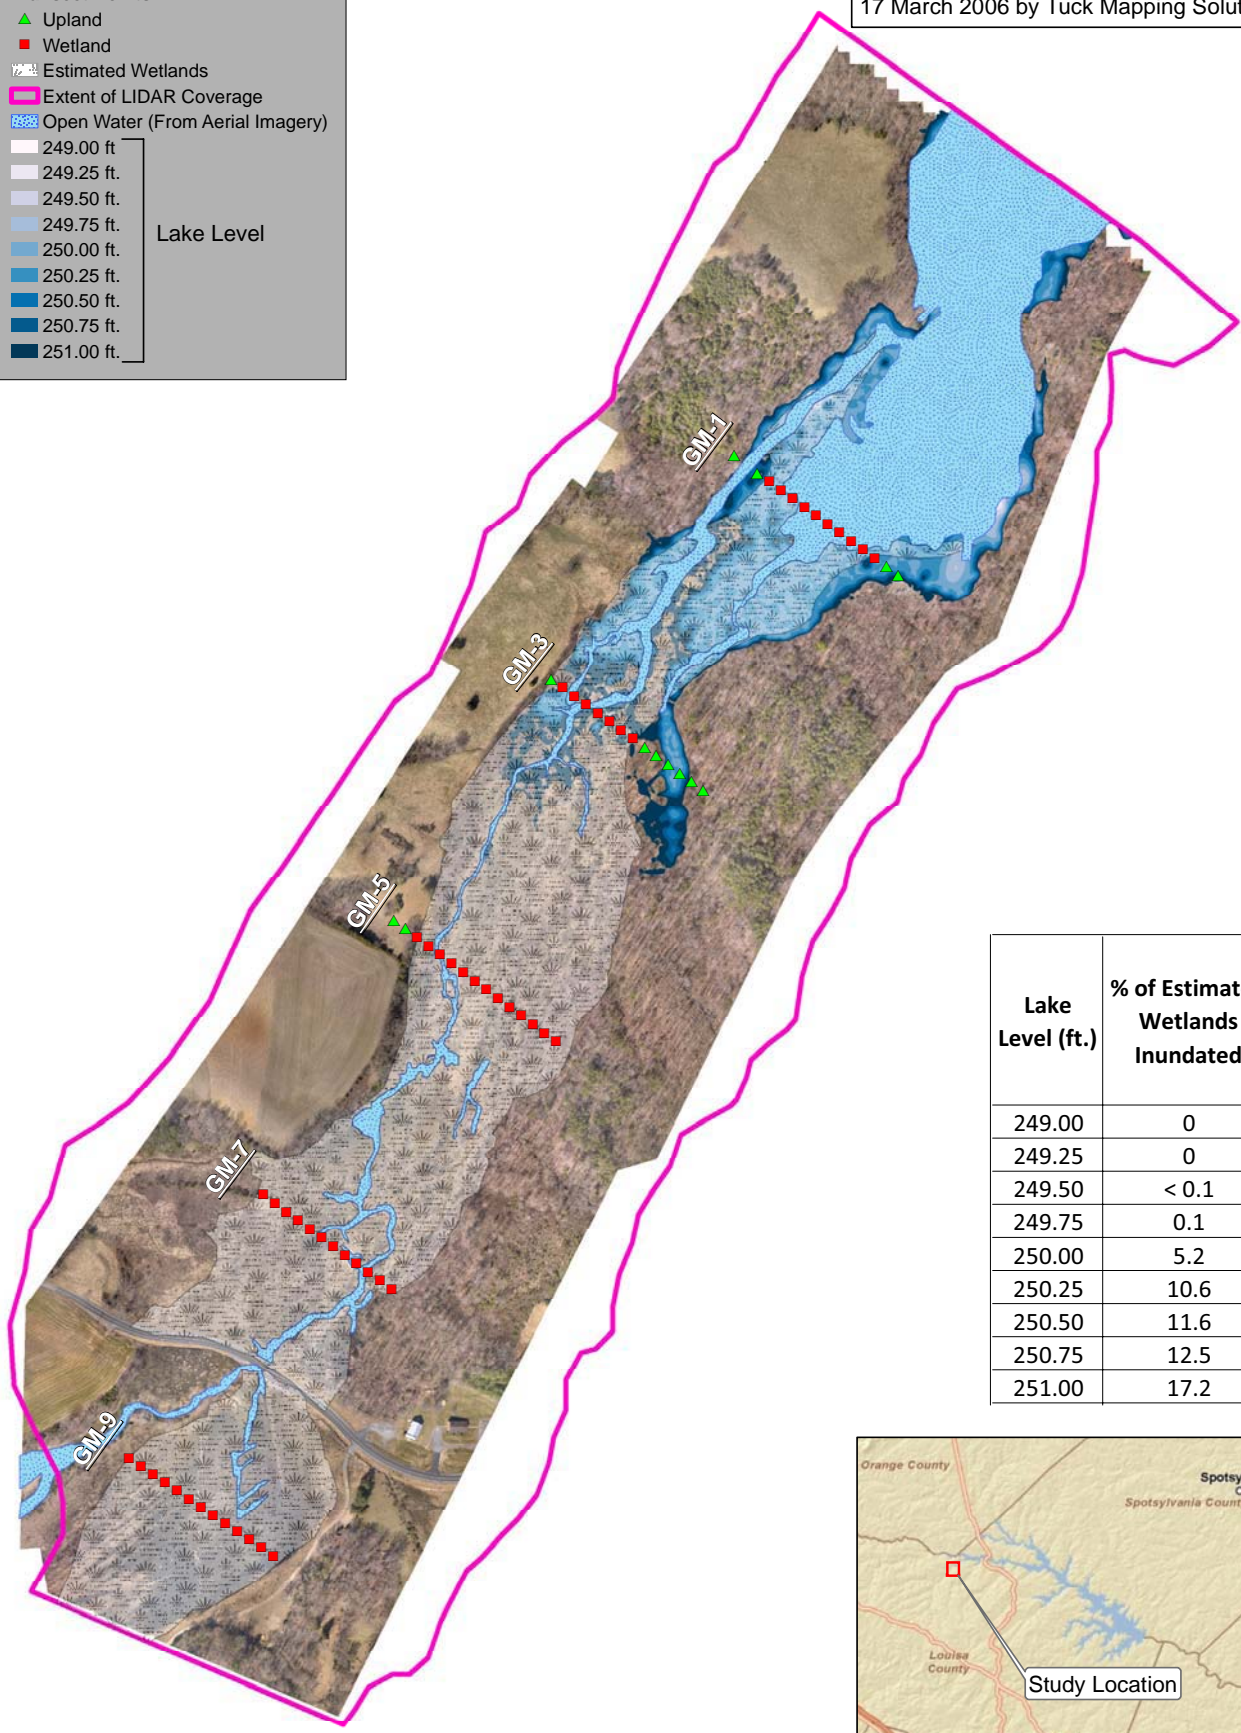 17 March 2006 by Tuck Mapping
Upland
Wetland
Estimated Wetlands
Extent of LIDAR Coverage
Open Water (From Aerial Imagery)
249.00 ft
249.25 ft.
249.50 ft.
249.75 ft.
250.00 ft.
250.25 ft.
250.50 ft.
250.75 ft.
251.00 ft.
Lake Level
GM-1
GM-3
GM-5
GM-7
GM-9
Lake
Level (ft.)
% of
Wetlands
Inundated
249.00 0
249.25 0
249.50 < 0.1
249.75 0.1
250.00 5.2
250.25 10.6
250.50 11.6
250.75 12.5
251.00 17.2
Orange County
Spotsylvania
Louisa
County
Study Location